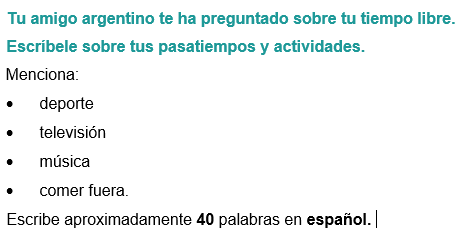 Tu amigo argentino te ha preguntado sobre tu tiempo libre.
Escríbele sobre tus pasatiempos y actividades.
Menciona:
• deporte
• televisión
• música
• comer fuera.
Escribe aproximadamente 40 palabras en español.